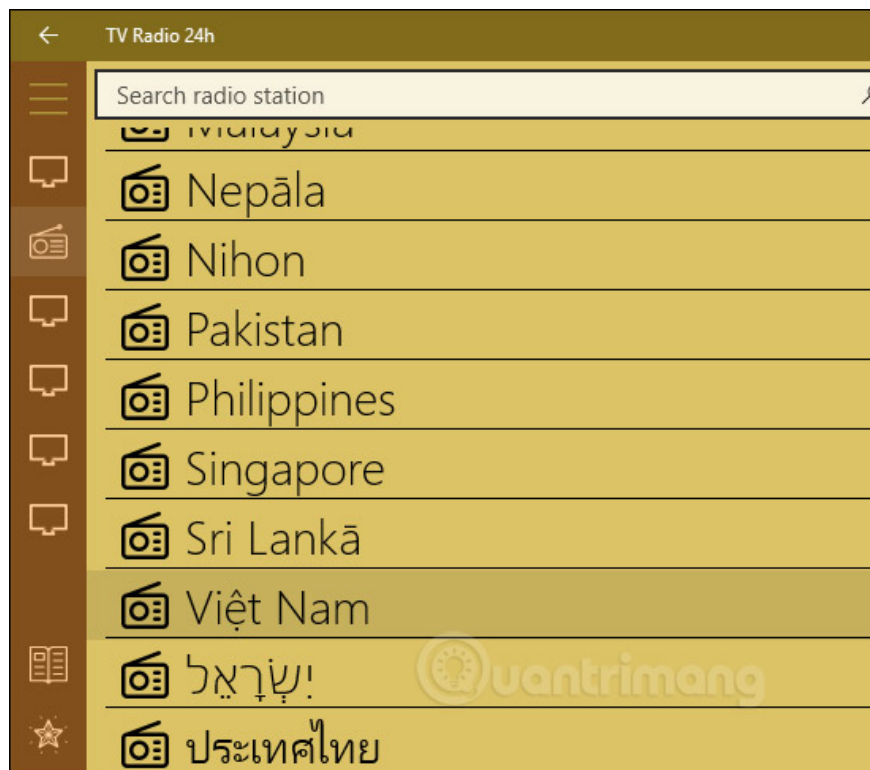 TV Radio 24h
Search radio station
Malaysia
Nepāla
Nihon
Pakistan
Philippines
Singapore
Sri Lankā
Việt Nam
יִשְׂרָאֵל
ประเทศไทย
Quantrimang